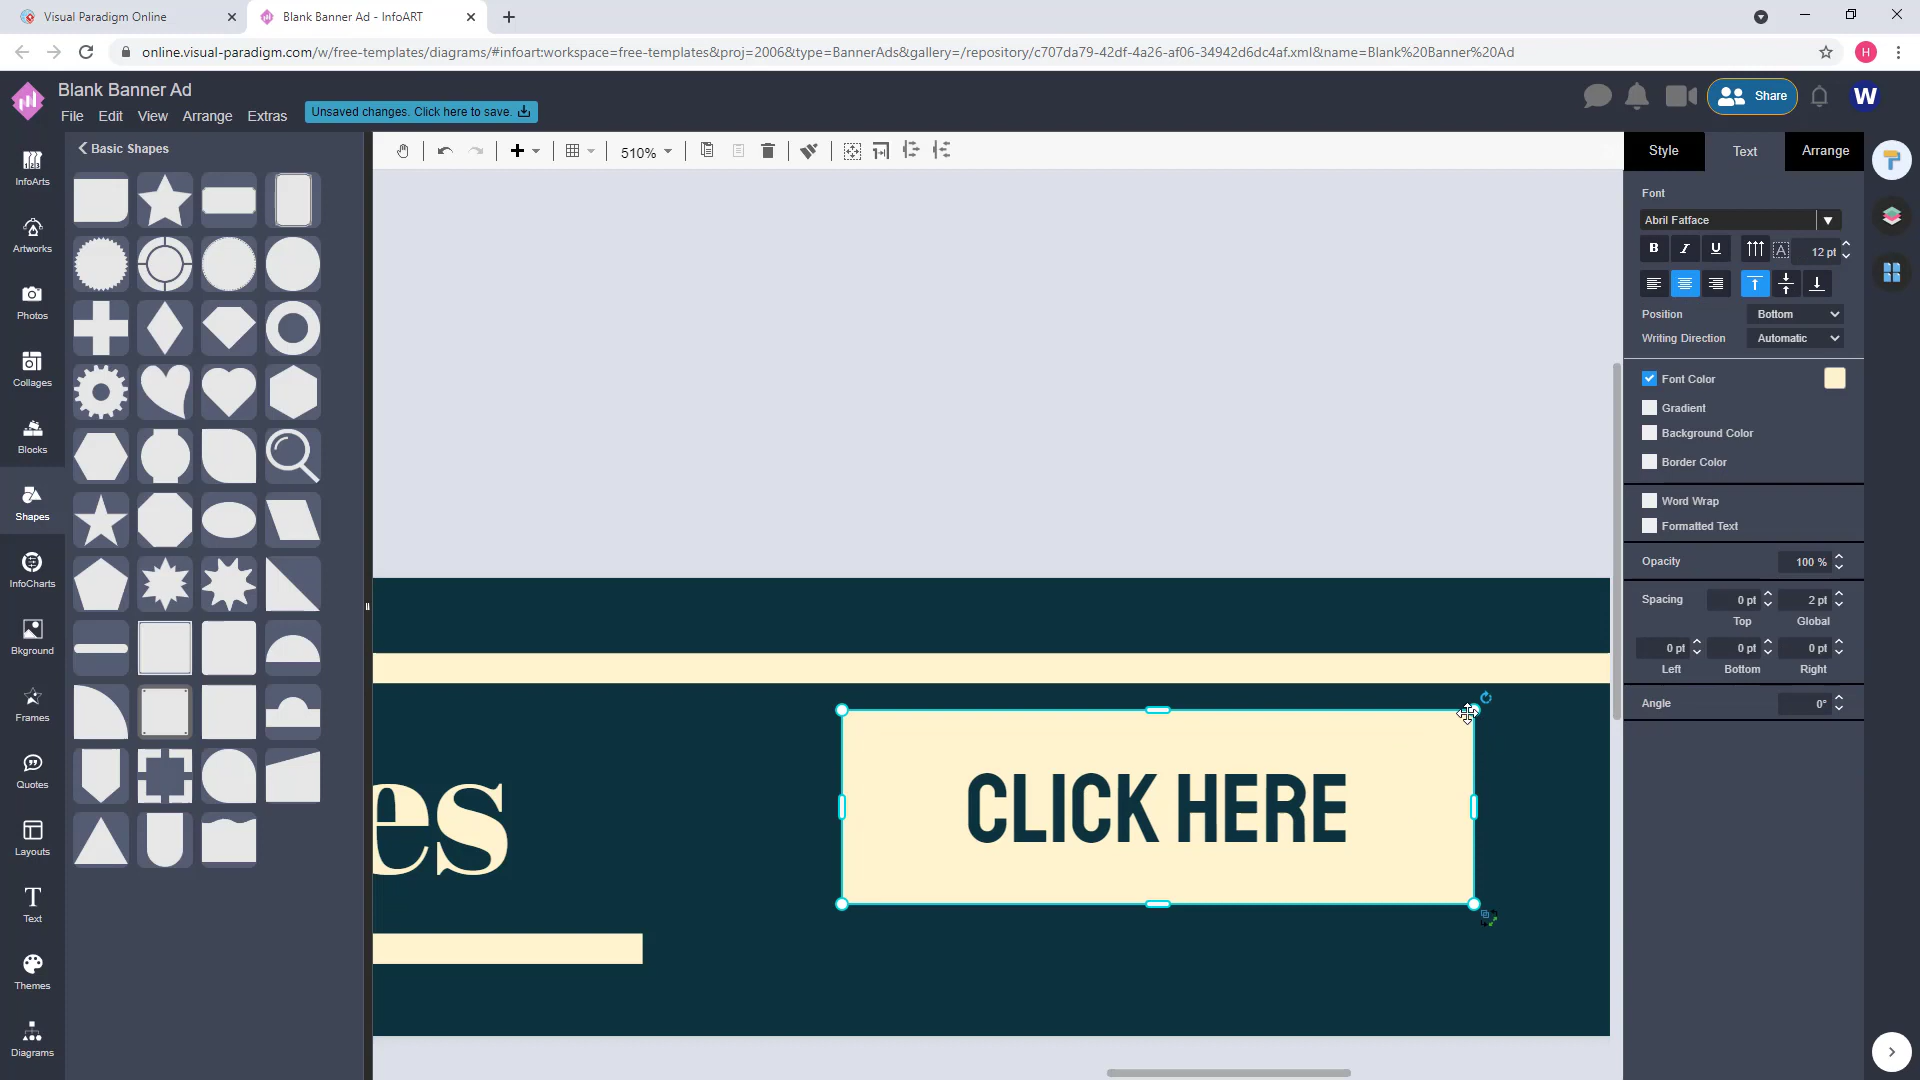 Visual Paradigm Online
Blank Banner Ad - InfoART
online.visual-paradigm.com/w/free-templates/diagrams/#infoart:workspace=free-templates&proj=2006&type=BannerAds&gallery=/repository/c707da79-42df-4a26-af06-34942d6dc4af.xml&name=Blank%20Banner%20Ad
H
Blank Banner Ad
File Edit View Arrange Extras
Unsaved changes. Click here to save.
Share
W
Basic Shapes
510%
Style Text Arrange
InfoArts
Artworks
Photos
Collages
Blocks
Shapes
InfoCharts
Bkground
Frames
Quotes
Layouts
Text
Themes
Diagrams
Font
Abril Fatface
B I U A 12 pt
Position Bottom
Writing Direction Automatic
Font Color
Gradient
Background Color
Border Color
Word Wrap
Formatted Text
Opacity 100 %
Spacing 0 pt 2 pt
Top Global
0 pt 0 pt 0 pt
Left Bottom Right
Angle 0°
es
CLICK HERE